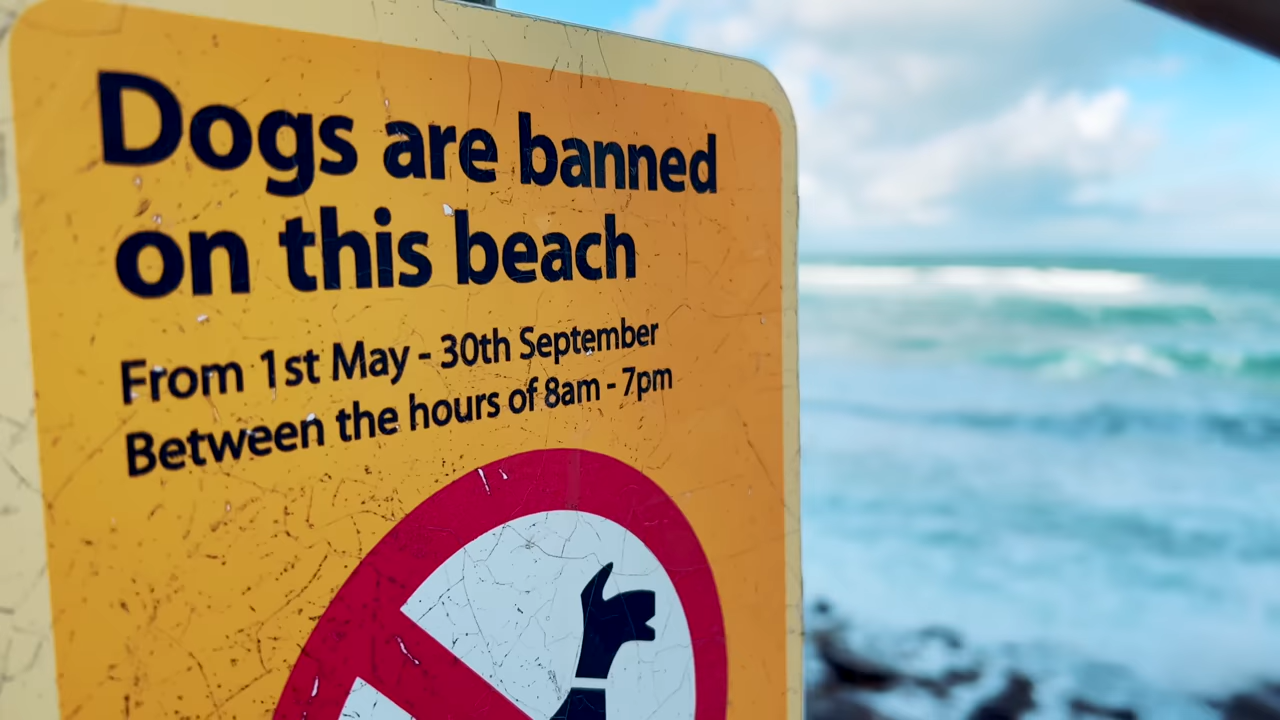 Dogs are banned
on this beach
From 1st May - 30th September
Between the hours of 8am - 7pm